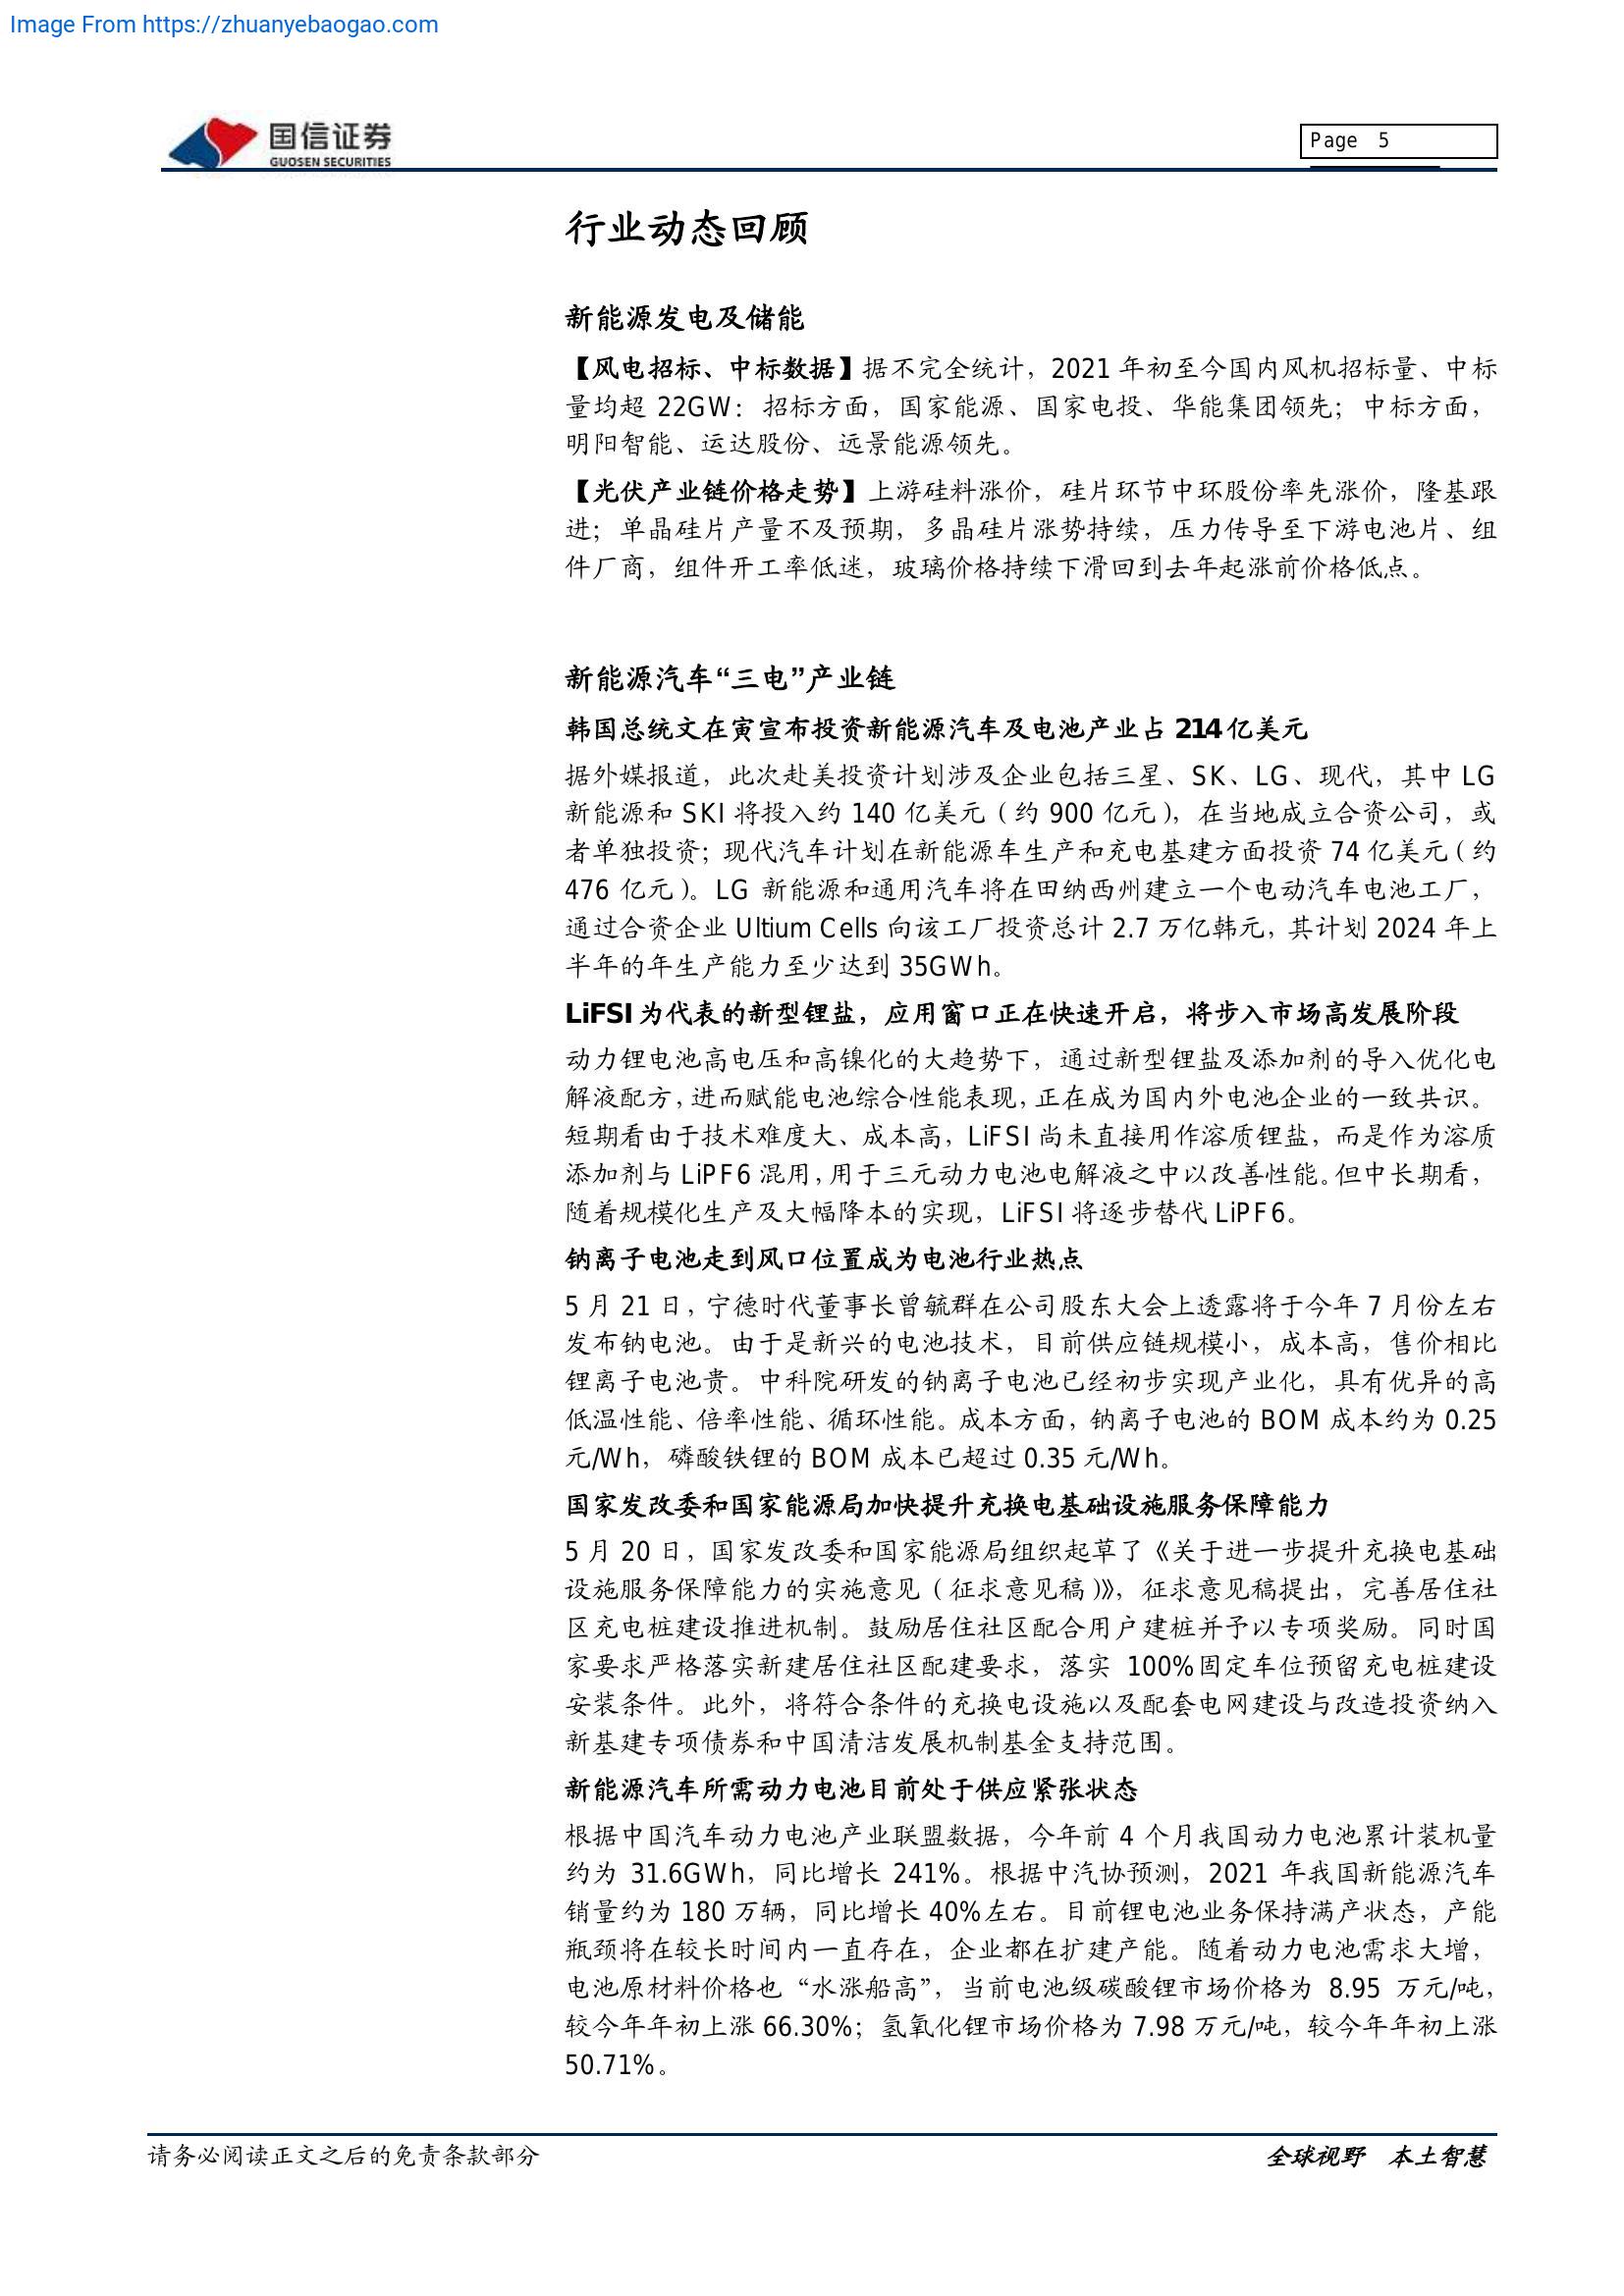 Image From https://zhuanyebaogao.com
国信证券
GUOSEN SECURITIES
Page 5
行业动态回顾
新能源发电及储能
【风电招标、中标数据】据不完全统计，2021 年初至今国内风机招标量、中标
量均超 22GW：招标方面，国家能源、国家电投、华能集团领先；中标方面，
明阳智能、运达股份、远景能源领先。
【光伏产业链价格走势】上游硅料涨价，硅片环节中环股份率先涨价，隆基跟
进；单晶硅片产量不及预期，多晶硅片涨势持续，压力传导至下游电池片、组
件厂商，组件开工率低迷，玻璃价格持续下滑回到去年起涨前价格低点。
新能源汽车“三电”产业链
韩国总统文在寅宣布投资新能源汽车及电池产业占 214 亿美元
据外媒报道，此次赴美投资计划涉及企业包括三星、SK、LG、现代，其中 LG
新能源和 SKI 将投入约 140 亿美元（约 900 亿元），在当地成立合资公司，或
者单独投资；现代汽车计划在新能源车生产和充电基建方面投资 74 亿美元（约
476 亿元）。LG 新能源和通用汽车将在田纳西州建立一个电动汽车电池工厂，
通过合资企业 Ultium Cells 向该工厂投资总计 2.7 万亿韩元，其计划 2024 年上
半年的年生产能力至少达到 35GWh。
LiFSI 为代表的新型锂盐，应用窗口正在快速开启，将步入市场高发展阶段
动力锂电池高电压和高镍化的大趋势下，通过新型锂盐及添加剂的导入优化电
解液配方，进而赋能电池综合性能表现，正在成为国内外电池企业的一致共识。
短期看由于技术难度大、成本高，LiFSI 尚未直接用作溶质锂盐，而是作为溶质
添加剂与 LiPF6 混用，用于三元动力电池电解液之中以改善性能。但中长期看，
随着规模化生产及大幅降本的实现，LiFSI 将逐步替代 LiPF6。
钠离子电池走到风口位置成为电池行业热点
5 月 21 日，宁德时代董事长曾毓群在公司股东大会上透露将于今年 7 月份左右
发布钠电池。由于是新兴的电池技术，目前供应链规模小，成本高，售价相比
锂离子电池贵。中科院研发的钠离子电池已经初步实现产业化，具有优异的高
低温性能、倍率性能、循环性能。成本方面，钠离子电池的 BOM 成本约为 0.25
元/Wh，磷酸铁锂的 BOM 成本已超过 0.35 元/Wh。
国家发改委和国家能源局加快提升充换电基础设施服务保障能力
5 月 20 日，国家发改委和国家能源局组织起草了《关于进一步提升充换电基础
设施服务保障能力的实施意见（征求意见稿）》，征求意见稿提出，完善居住社
区充电桩建设推进机制。鼓励居住社区配合用户建桩并予以专项奖励。同时国
家要求严格落实新建居住社区配建要求，落实 100%固定车位预留充电桩建设
安装条件。此外，将符合条件的充换电设施以及配套电网建设与改造投资纳入
新基建专项债券和中国清洁发展机制基金支持范围。
新能源汽车所需动力电池目前处于供应紧张状态
根据中国汽车动力电池产业联盟数据，今年前 4 个月我国动力电池累计装机量
约为 31.6GWh，同比增长 241%。根据中汽协预测，2021 年我国新能源汽车
销量约为 180 万辆，同比增长 40%左右。目前锂电池业务保持满产状态，产能
瓶颈将在较长时间内一直存在，企业都在扩建产能。随着动力电池需求大增，
电池原材料价格也“水涨船高”，当前电池级碳酸锂市场价格为 8.95 万元/吨，
较今年年初上涨 66.30%；氢氧化锂市场价格为 7.98 万元/吨，较今年年初上涨
50.71%。
请务必阅读正文之后的免责条款部分
全球视野 本土智慧